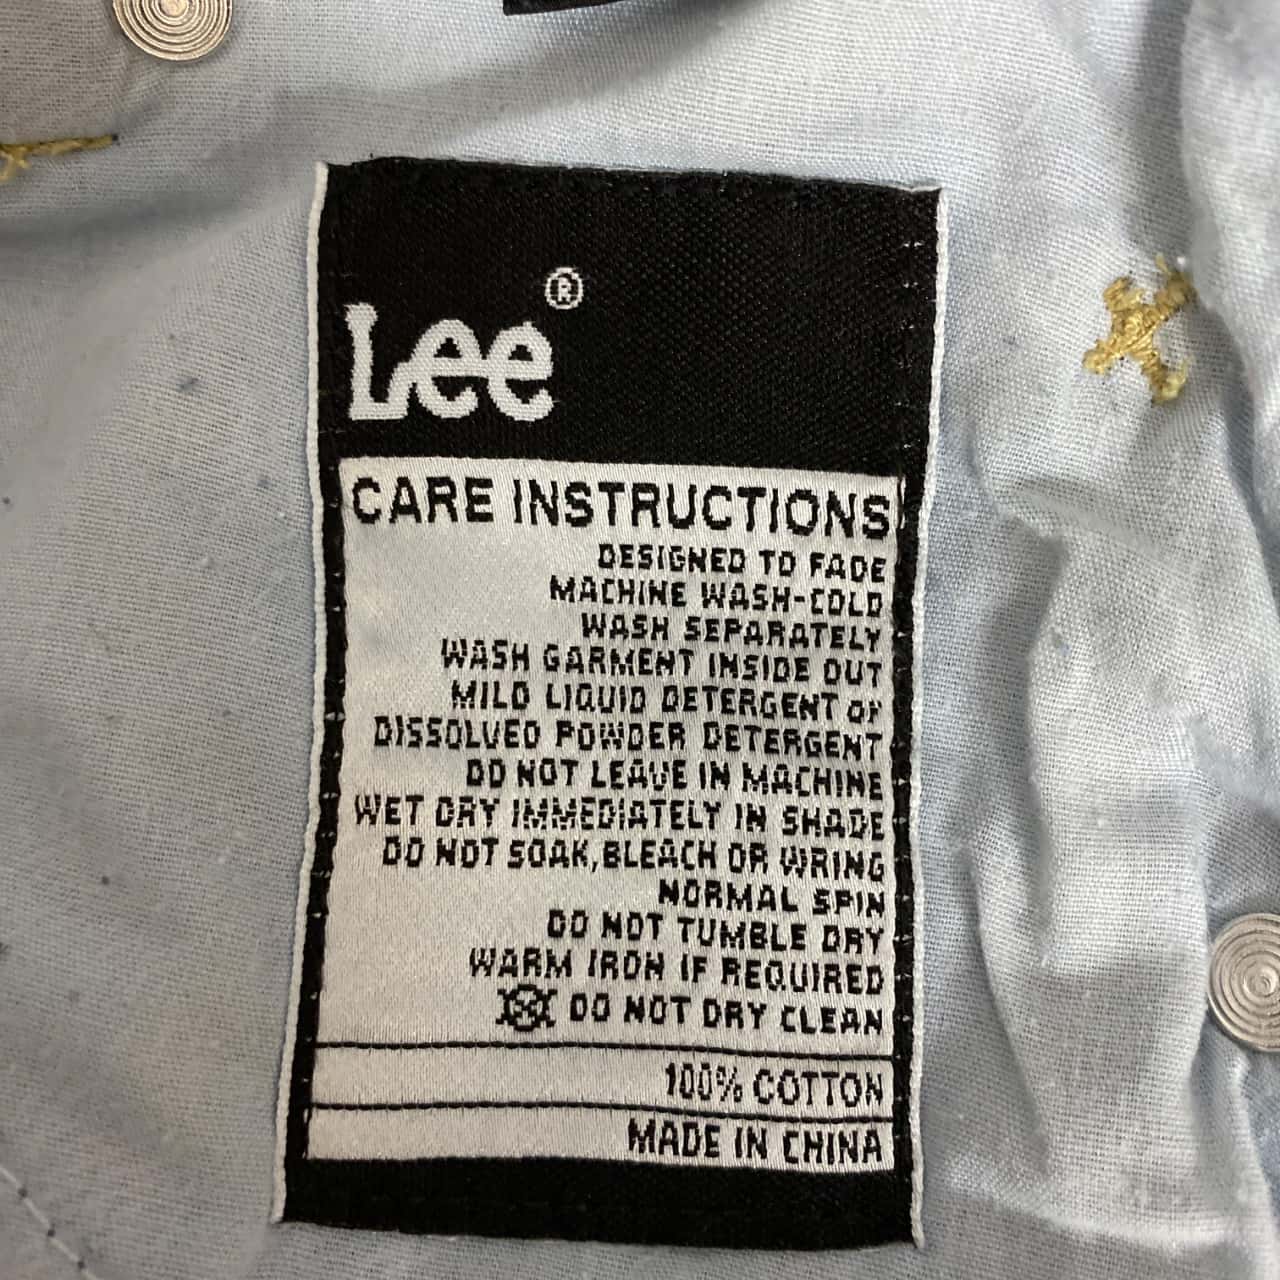 Lee®
CARE INSTRUCTIONS
DESIGNED TO FADE
MACHINE WASH-COLD
WASH SEPARATELY
WASH GARMENT INSIDE OUT
MILD LIQUID DETERGENT or
DISSOLVED POWDER DETERGENT
DO NOT LEAVE IN MACHINE
WET DRY IMMEDIATELY IN SHADE
DO NOT SOAK,BLEACH OR WRING
NORMAL SPIN
DO NOT TUMBLE DRY
WARM IRON IF REQUIRED
DO NOT DRY CLEAN
100% COTTON
MADE IN CHINA